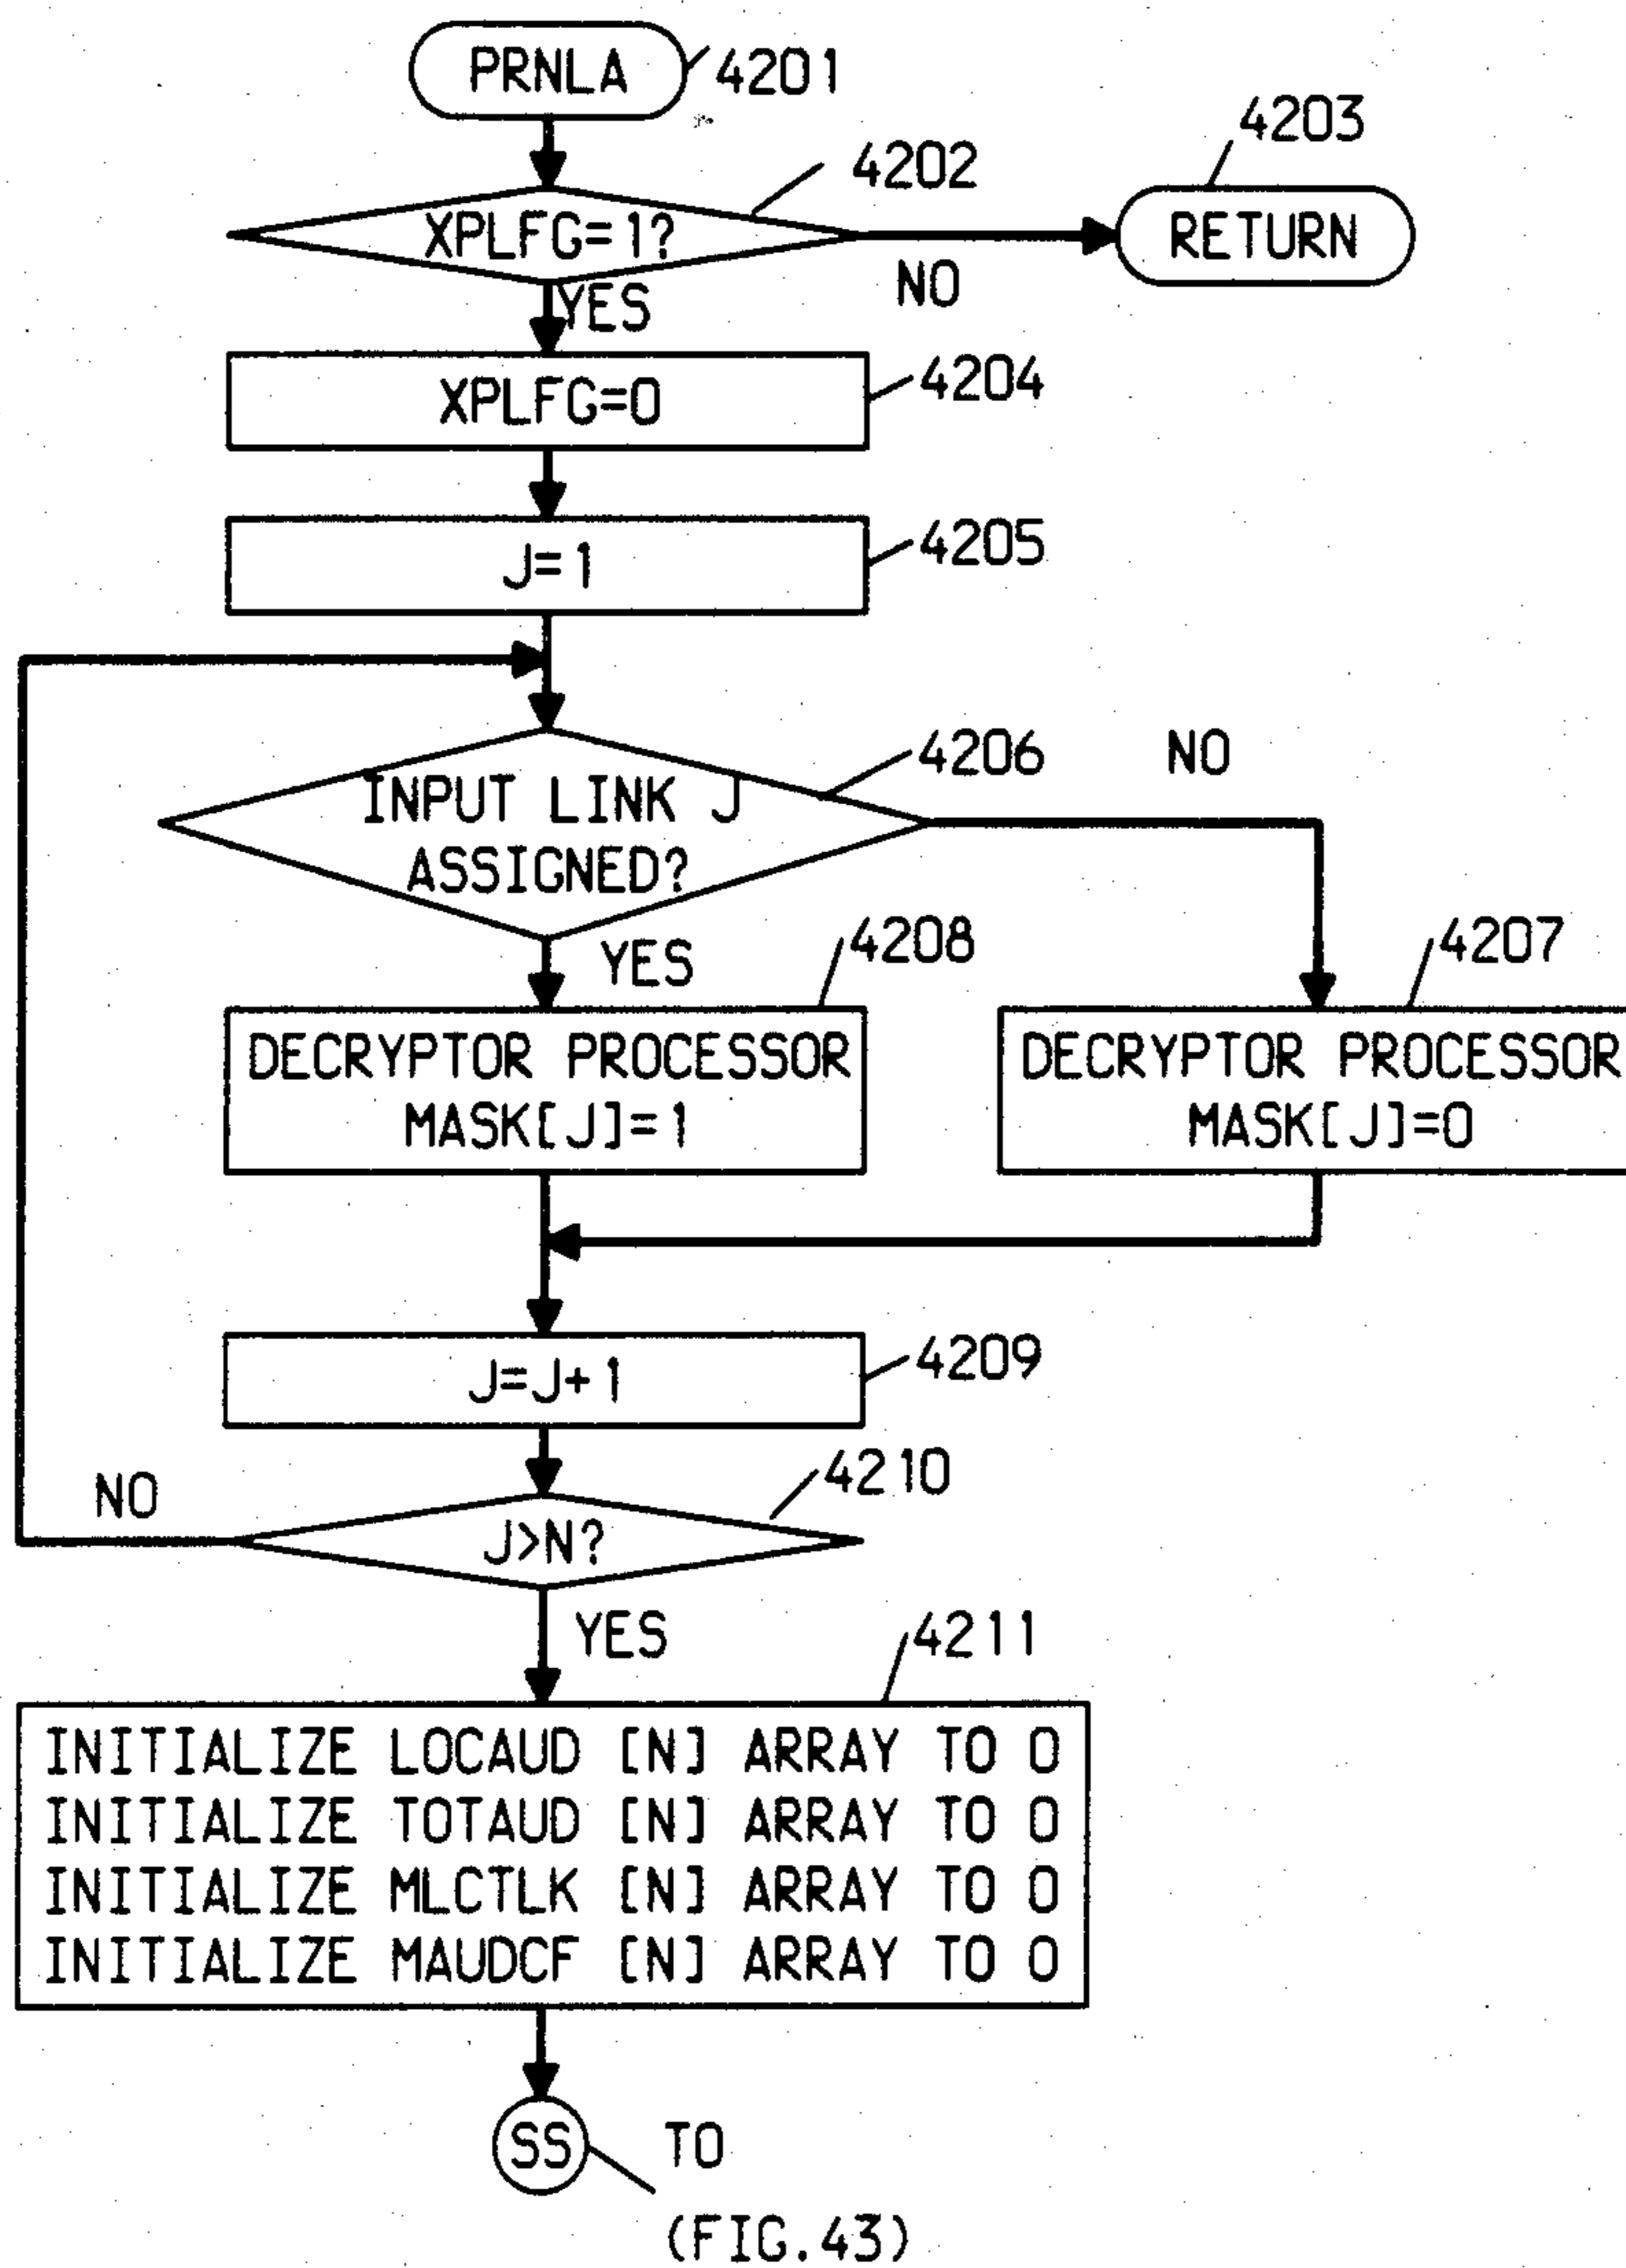 PRNLA
4201
4202
4203
XPLFG=1?
RETURN
NO
YES
XPLFG=0
4204
J=1
4205
4206
NO
INPUT LINK J
ASSIGNED?
YES
4208
4207
DECRYPTOR PROCESSOR
MASK[J]=1
DECRYPTOR PROCESSOR
MASK[J]=0
J=J+1
4209
4210
NO
J>N?
YES
4211
INITIALIZE LOCAUD [N] ARRAY TO 0
INITIALIZE TOTAUD [N] ARRAY TO 0
INITIALIZE MLCTLK [N] ARRAY TO 0
INITIALIZE MAUDCF [N] ARRAY TO 0
SS
TO
(FIG.43)